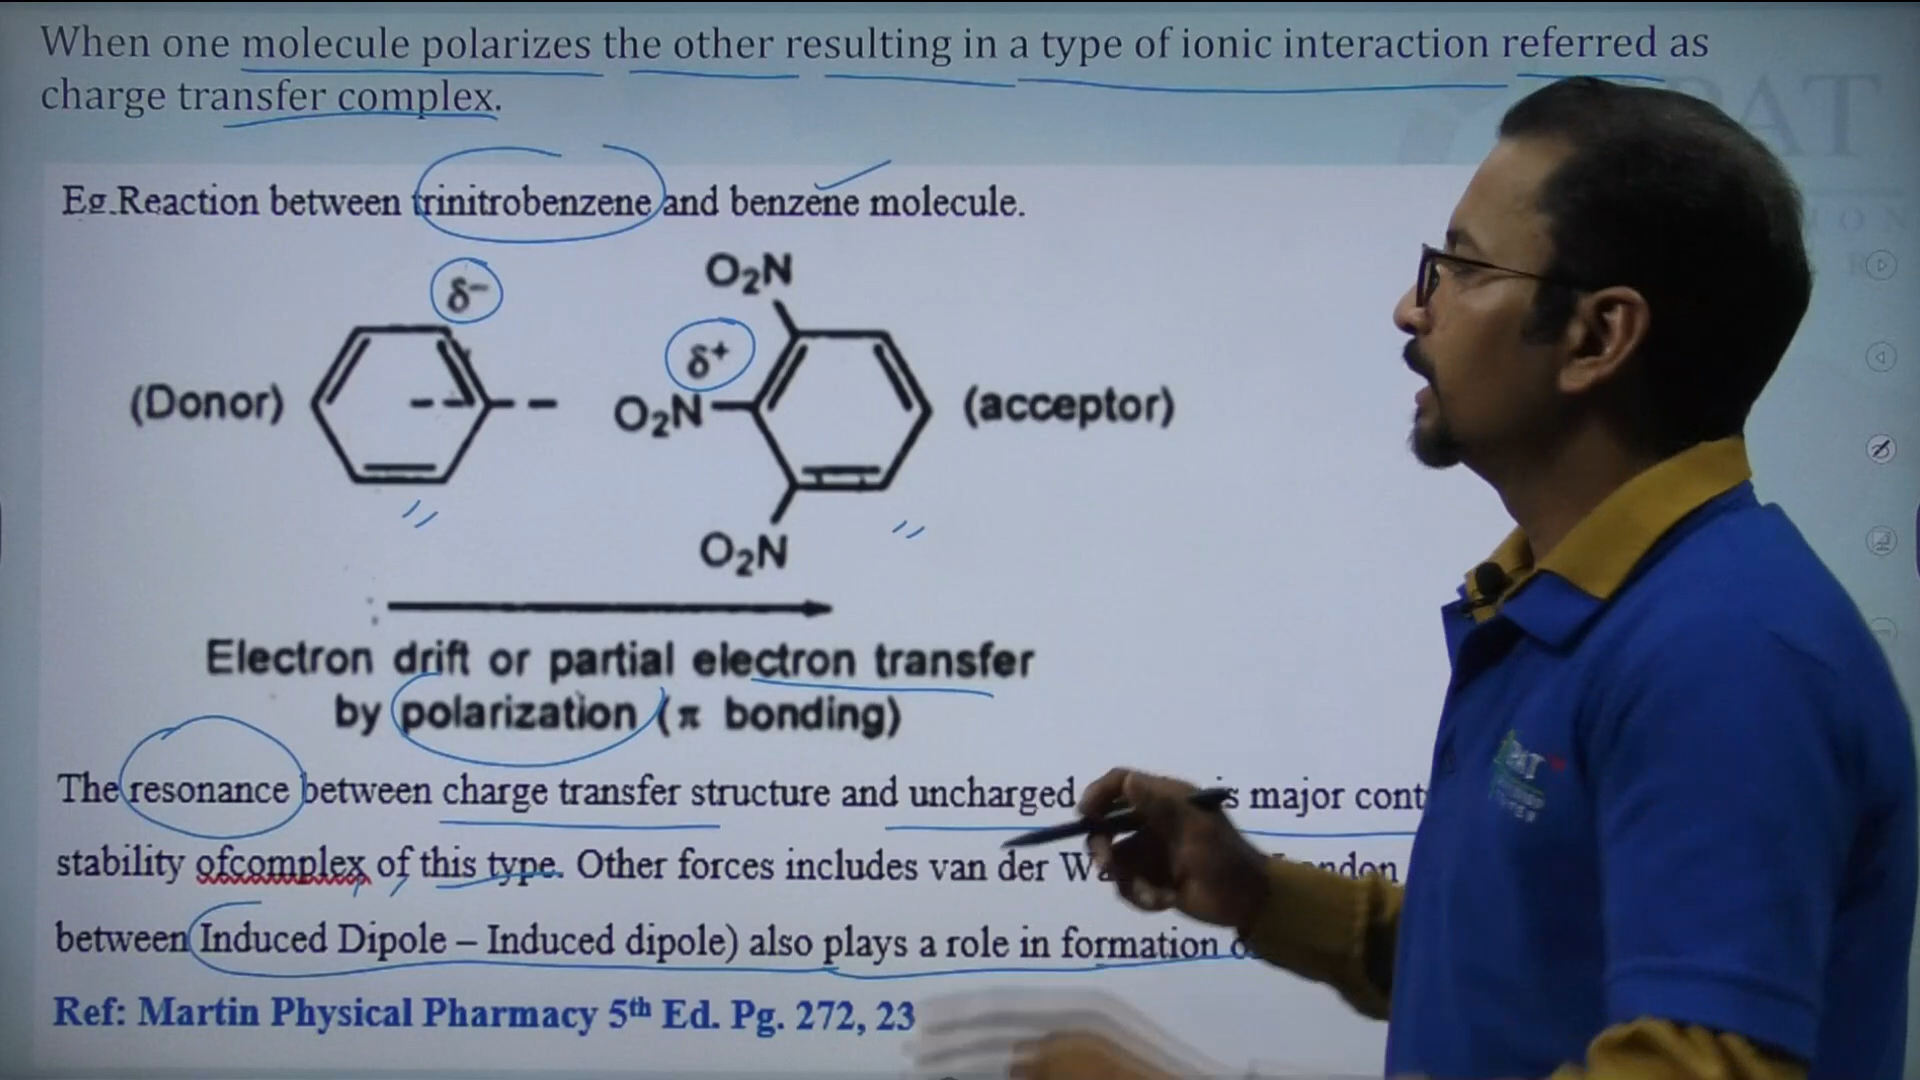 When one molecule polarizes the other resulting in a type of ionic interaction referred as
charge transfer complex.
Eg.Reaction between trinitrobenzene and benzene molecule.
δ-
O₂N
δ+
(Donor)
O₂N
(acceptor)
O₂N
Electron drift or partial electron transfer
by polarization (π bonding)
The resonance between charge transfer structure and uncharged is major
stability ofcomplex of this type. Other forces includes van der
between Induced Dipole – Induced dipole) also plays a role in formation
Ref: Martin Physical Pharmacy 5th Ed. Pg. 272, 23